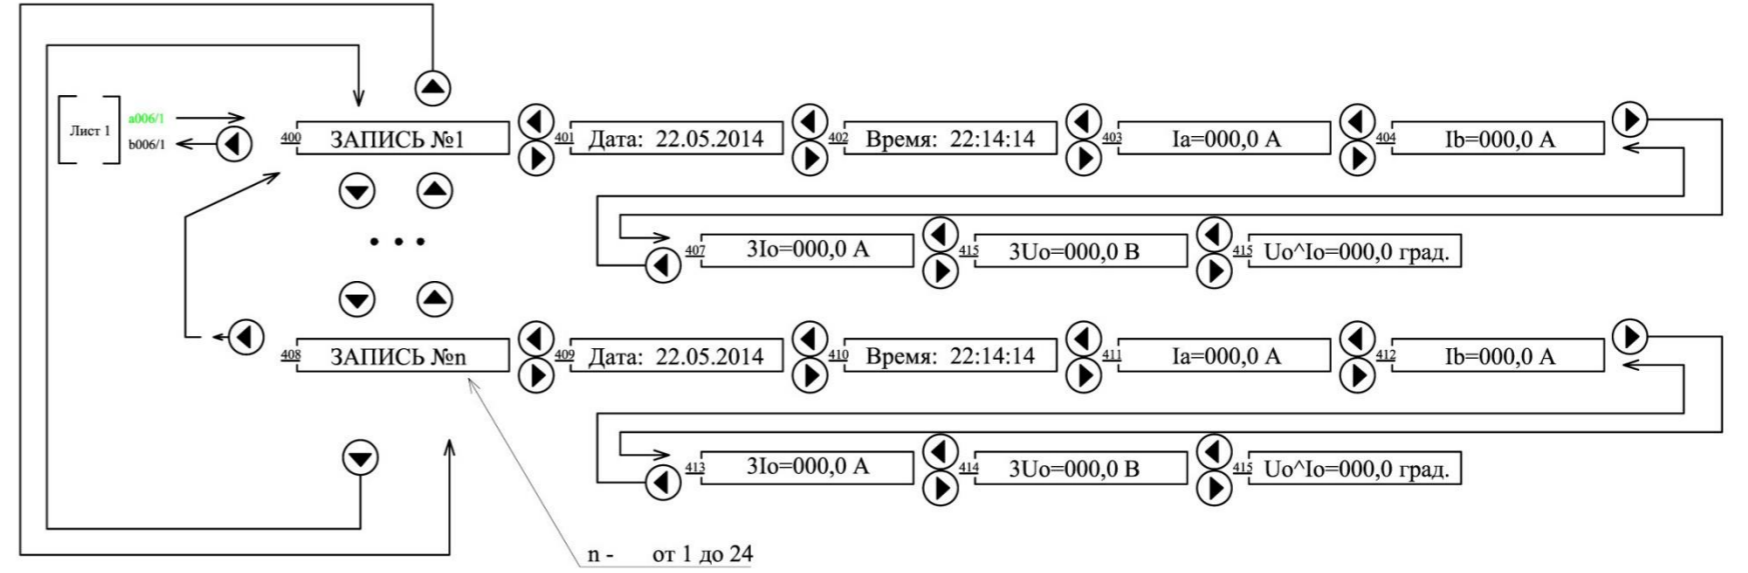 Лист 1
a006/1
b006/1
400 ЗАПИСЬ №1 401 Дата: 22.05.2014 402 Время: 22:14:14 403 Ia=000,0 А 404 Ib=000,0 А
407 3Io=000,0 А 415 3Uo=000,0 В 415 Uo^Io=000,0 град.
408 ЗАПИСЬ №n 409 Дата: 22.05.2014 410 Время: 22:14:14 411 Ia=000,0 А 412 Ib=000,0 А
413 3Io=000,0 А 414 3Uo=000,0 В 415 Uo^Io=000,0 град.
n - от 1 до 24